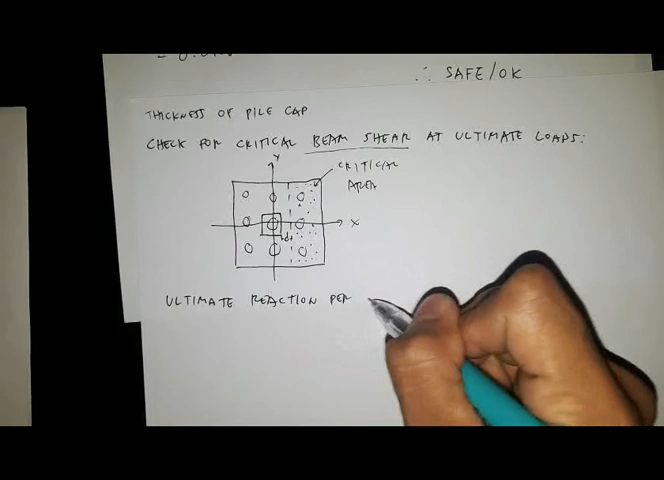 ∴ SAFE/OK
THICKNESS OF PILE CAP
CHECK FOR CRITICAL BEAM SHEAR AT ULTIMATE LOADS:
Y
CRITICAL
AREA
X
d
ULTIMATE REACTION PER